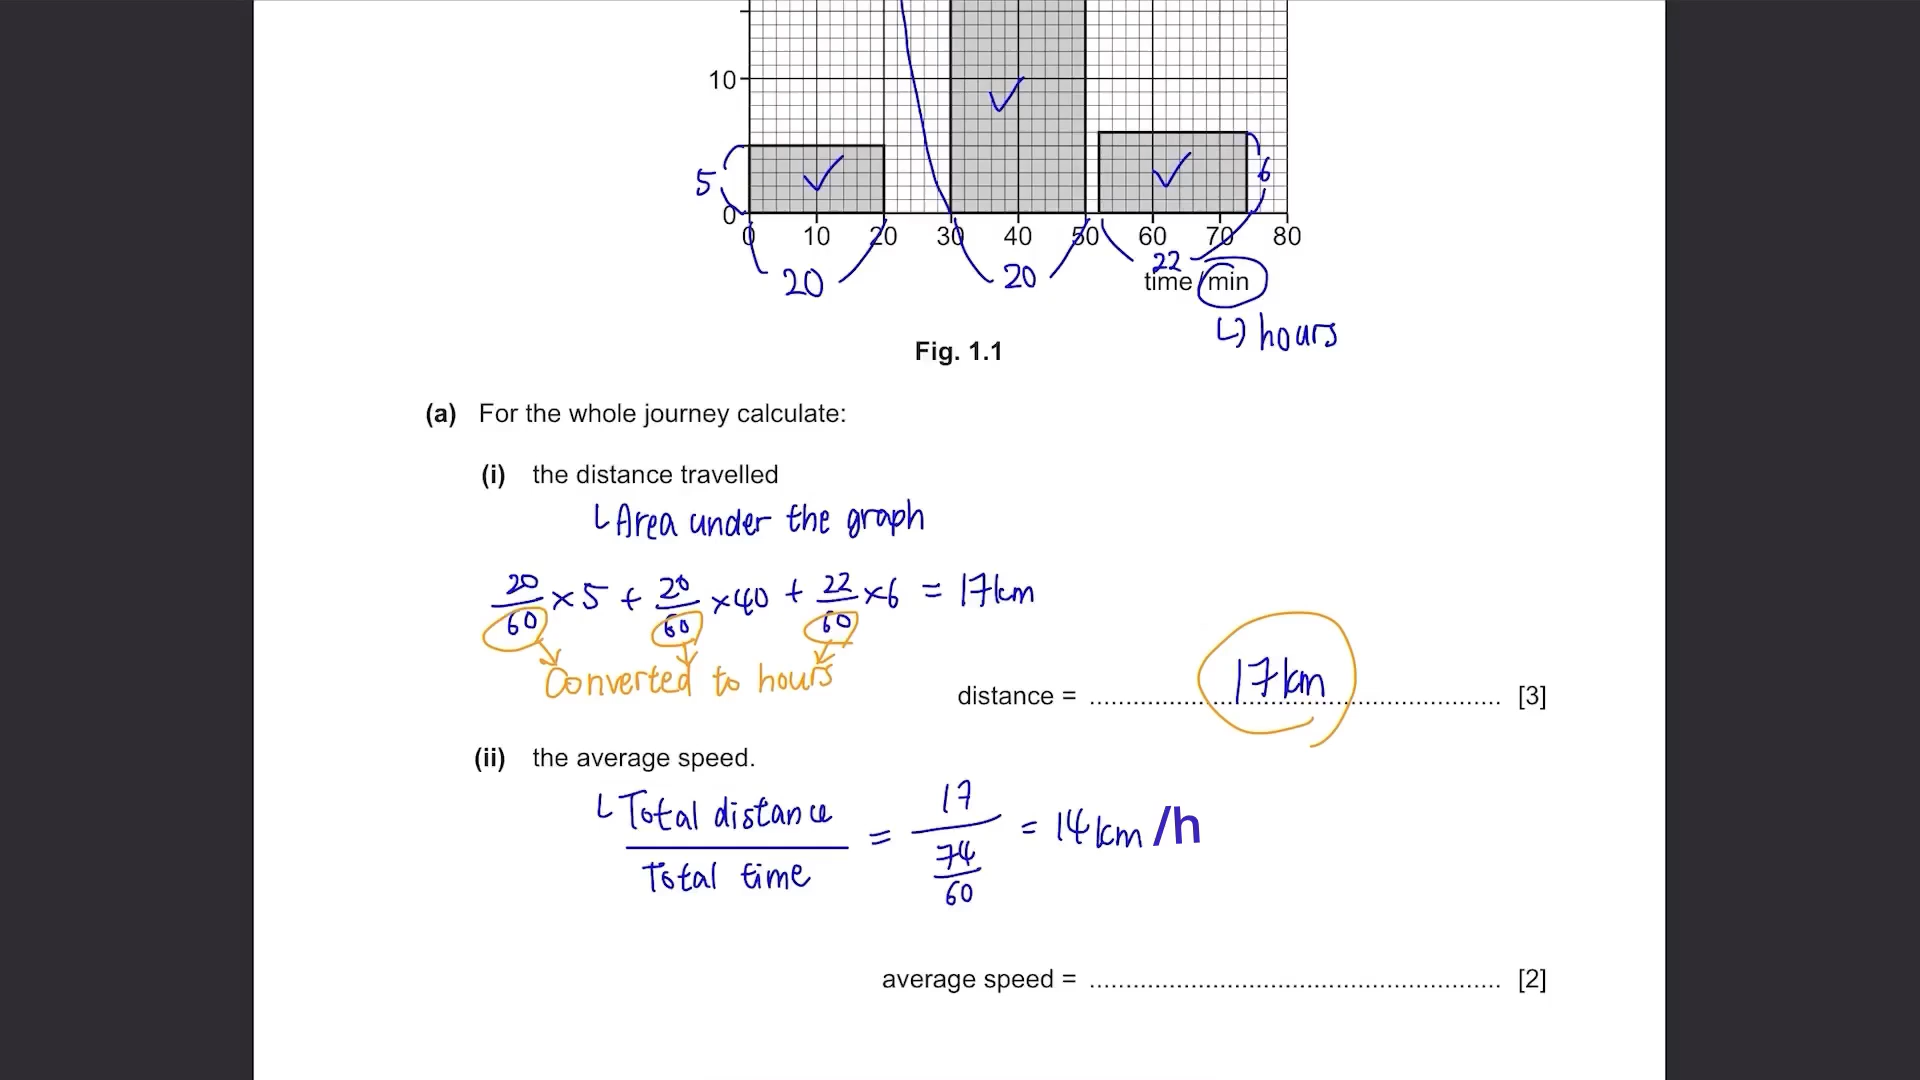 10
5
6
0
0 10 20 30 40 50 60 70 80
20 20 22
time / min
↳ hours
Fig. 1.1
(a) For the whole journey calculate:
(i) the distance travelled
↳ Area under the graph
20/60 × 5 + 20/60 × 40 + 22/60 × 6 = 17km
Converted to hours
distance = 17km [3]
(ii) the average speed.
↳ Total distance / Total time = 17 / (74/60) = 14km /h
average speed = ........................................................ [2]